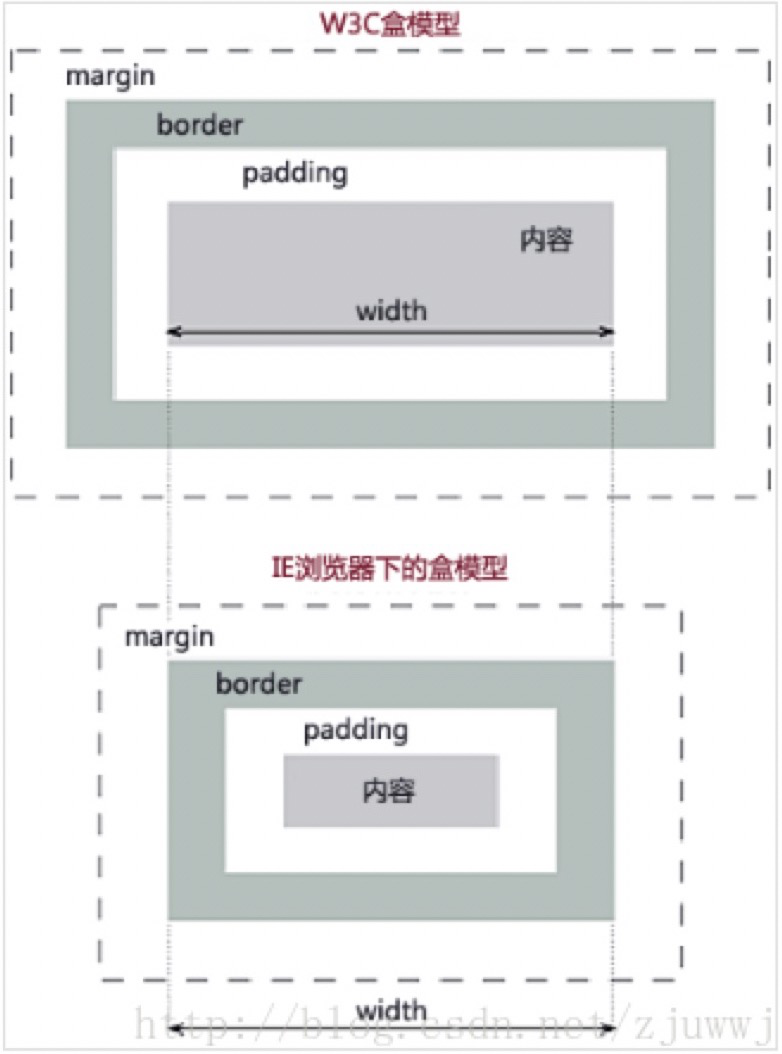 W3C盒模型
margin
border
padding
内容
width
IE浏览器下的盒模型
margin
border
padding
内容
width
http://blog.csdn.net/zjuwwj